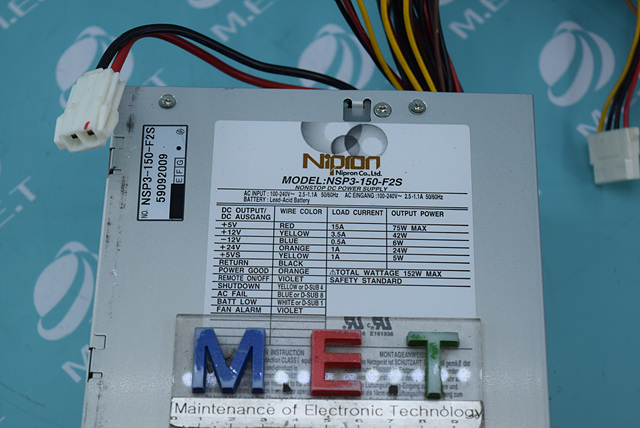 NSP3-150-F2S
NO. 59092009
E F G
Nipron
Nipron Co., Ltd.
MODEL:NSP3-150-F2S
NONSTOP DC POWER SUPPLY
AC INPUT : 100-240V~ 2.5-1.1A 50/60Hz AC EINGANG : 100-240V~ 2.5-1.1A 50/60Hz
BATTERY : Lead-Acid Battery
DC OUTPUT/ DC AUSGANG WIRE COLOR LOAD CURRENT OUTPUT POWER
+5V RED 15A 75W MAX
+12V YELLOW 3.5A 42W
-12V BLUE 0.5A 6W
+24V ORANGE 1A 24W
+5VS YELLOW 1A 5W
RETURN BLACK
POWER GOOD ORANGE ⚠TOTAL WATTAGE 152W MAX
REMOTE ON/OFF VIOLET SAFETY STANDARD
SHUTDOWN YELLOW or D-SUB 4
AC FAIL BLUE or D-SUB 8
BATT LOW WHITE or D-SUB 1
FAN ALARM VIOLET
INSTRUCTION MONTAGEANWEIS
M.E.T
Maintenance of Electronic Technology
M.E.T
M.E.T
M.E.T
M.E.T